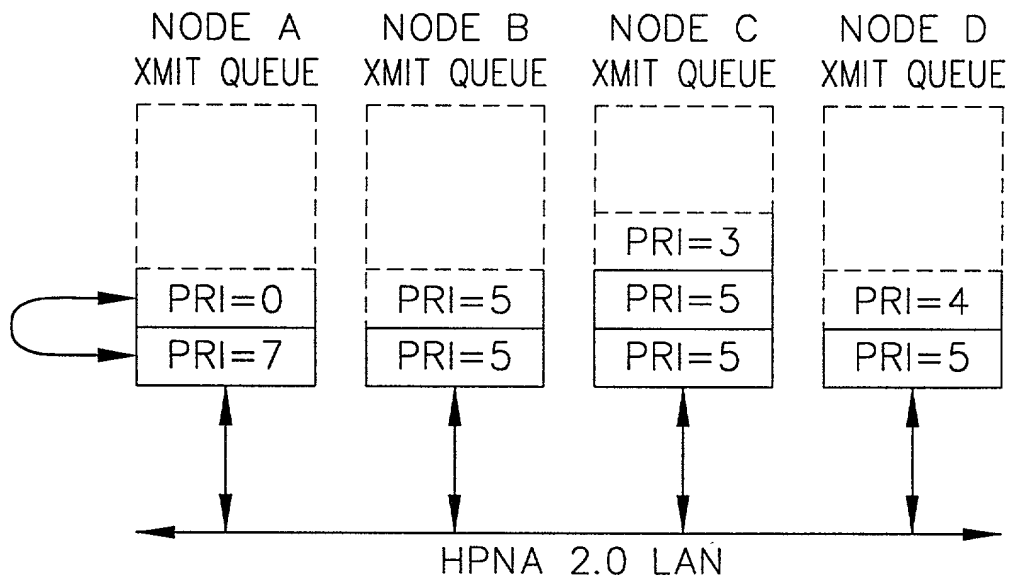 NODE A NODE B NODE C NODE D
XMIT QUEUE XMIT QUEUE XMIT QUEUE XMIT QUEUE
PRI=3
PRI=0 PRI=5 PRI=5 PRI=4
PRI=7 PRI=5 PRI=5 PRI=5
HPNA 2.0 LAN